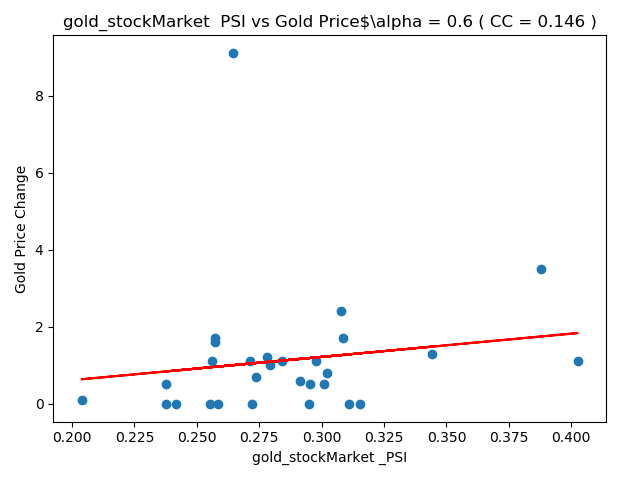 gold_stockMarket  PSI vs Gold Price$\alpha = 0.6 ( CC = 0.146 )
8
6
4
2
0
Gold Price Change
0.200 0.225 0.250 0.275 0.300 0.325 0.350 0.375 0.400
gold_stockMarket _PSI